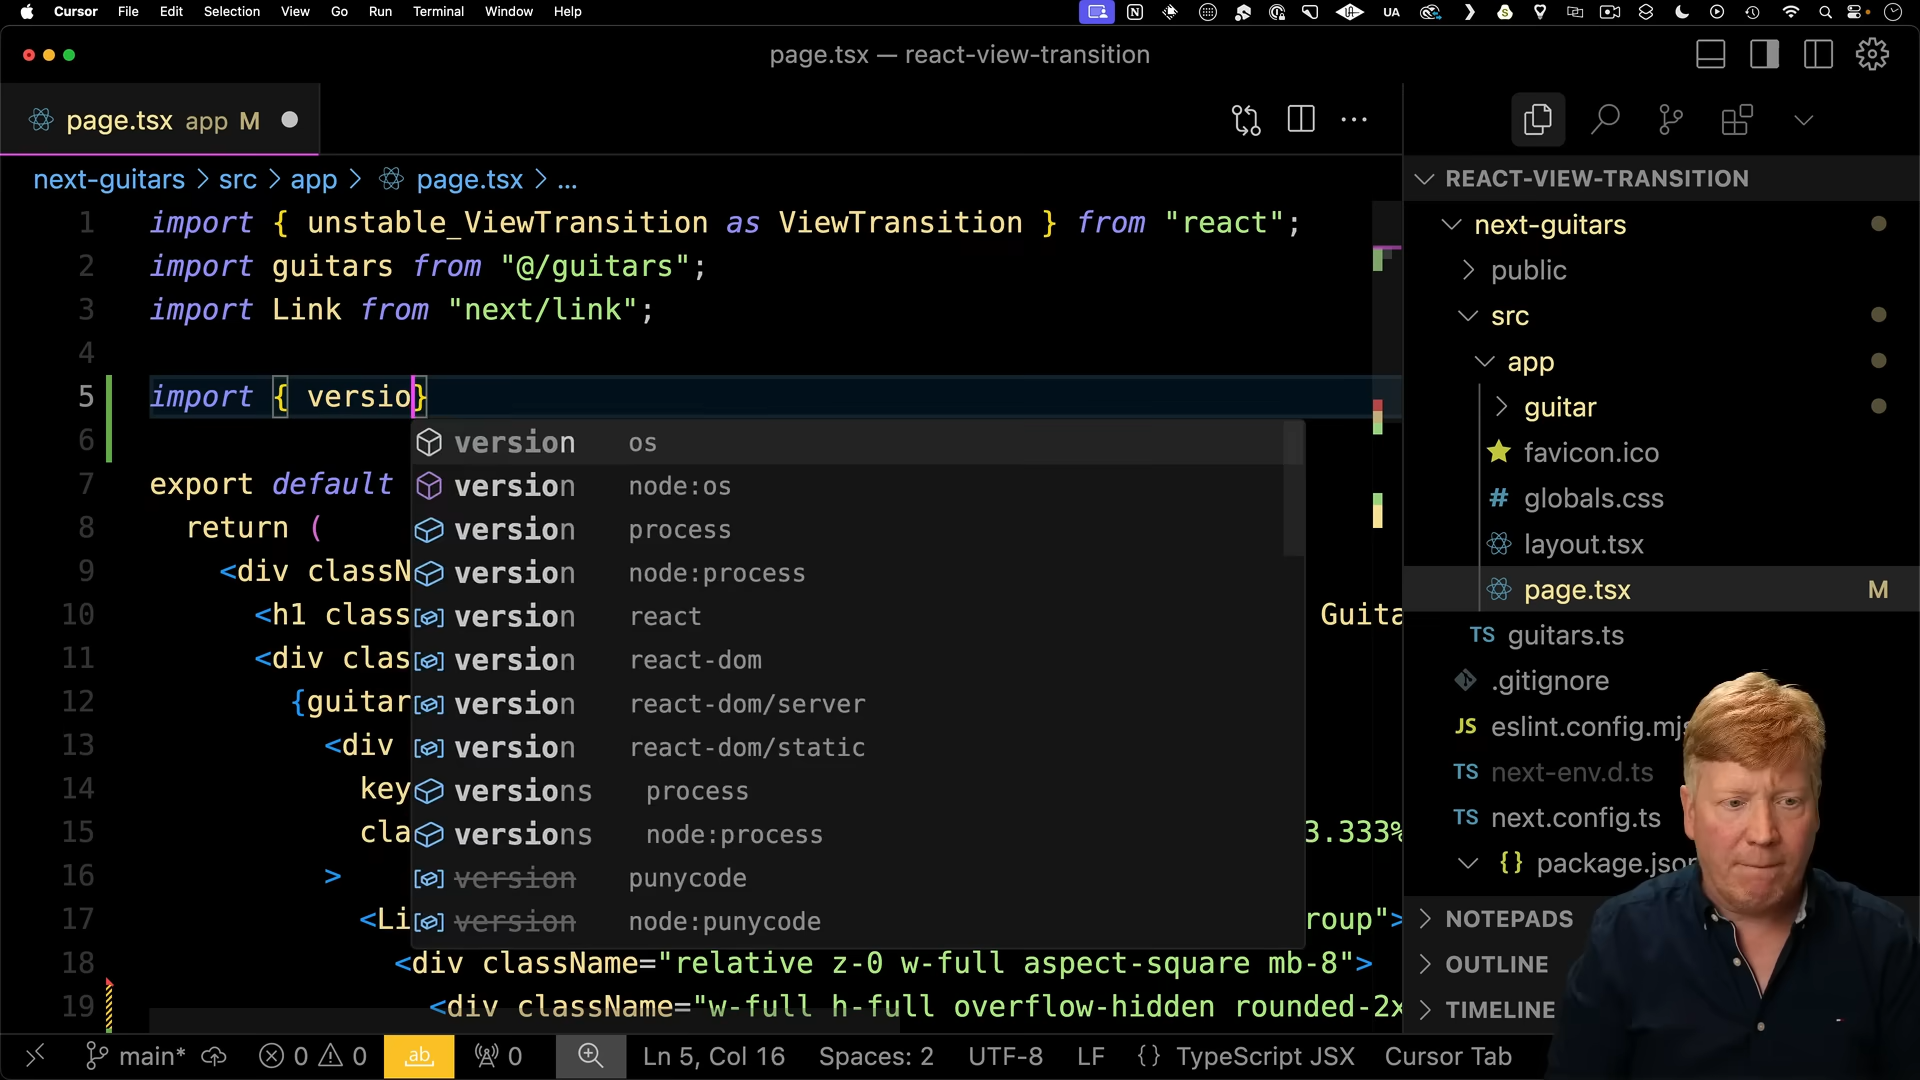 Cursor File Edit Selection View Go Run Terminal Window Help
UA
page.tsx — react-view-transition
page.tsx app M
next-guitars > src > app > page.tsx > ...
1 import { unstable_ViewTransition as ViewTransition } from "react";
2 import guitars from "@/guitars";
3 import Link from "next/link";
4
5 import { versio}
6
7 export default
8 return (
9 <div classN
10 <h1 class Guita
11 <div clas
12 {guitar
13 <div
14 key
15 cla 3.333%
16 >
17 <Li roup">
18 <div className="relative z-0 w-full aspect-square mb-8">
19 <div className="w-full h-full overflow-hidden rounded-2x
version os
version node:os
version process
version node:process
version react
version react-dom
version react-dom/server
version react-dom/static
versions process
versions node:process
version punycode
version node:punycode
REACT-VIEW-TRANSITION
next-guitars
public
src
app
guitar
favicon.ico
# globals.css
layout.tsx
page.tsx M
TS guitars.ts
.gitignore
JS eslint.config.mjs
TS next-env.d.ts
TS next.config.ts
{} package.json
NOTEPADS
OUTLINE
TIMELINE
main* 0 0 ab 0 Ln 5, Col 16 Spaces: 2 UTF-8 LF {} TypeScript JSX Cursor Tab